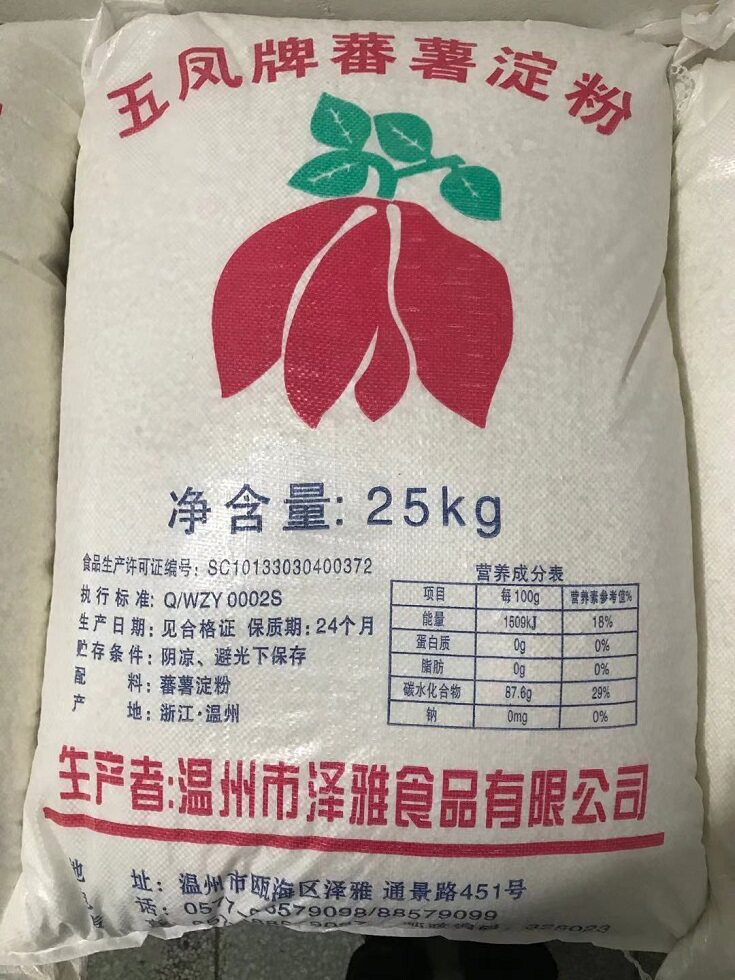 五凤牌蕃薯淀粉
净含量: 25kg
食品生产许可证编号: SC10133030400372
执行标准: Q/WZY 0002S
生产日期: 见合格证 保质期: 24个月
贮存条件: 阴凉、避光下保存
配 料: 蕃薯淀粉
产 地: 浙江·温州
营养成分表
项目 每100g 营养素参考值%
能量 1509kJ 18%
蛋白质 0g 0%
脂肪 0g 0%
碳水化合物 87.6g 29%
钠 0mg 0%
生产者:温州市泽雅食品有限公司
地 址: 温州市瓯海区泽雅 通景路451号
话: 0577 88579098/88579099
325023